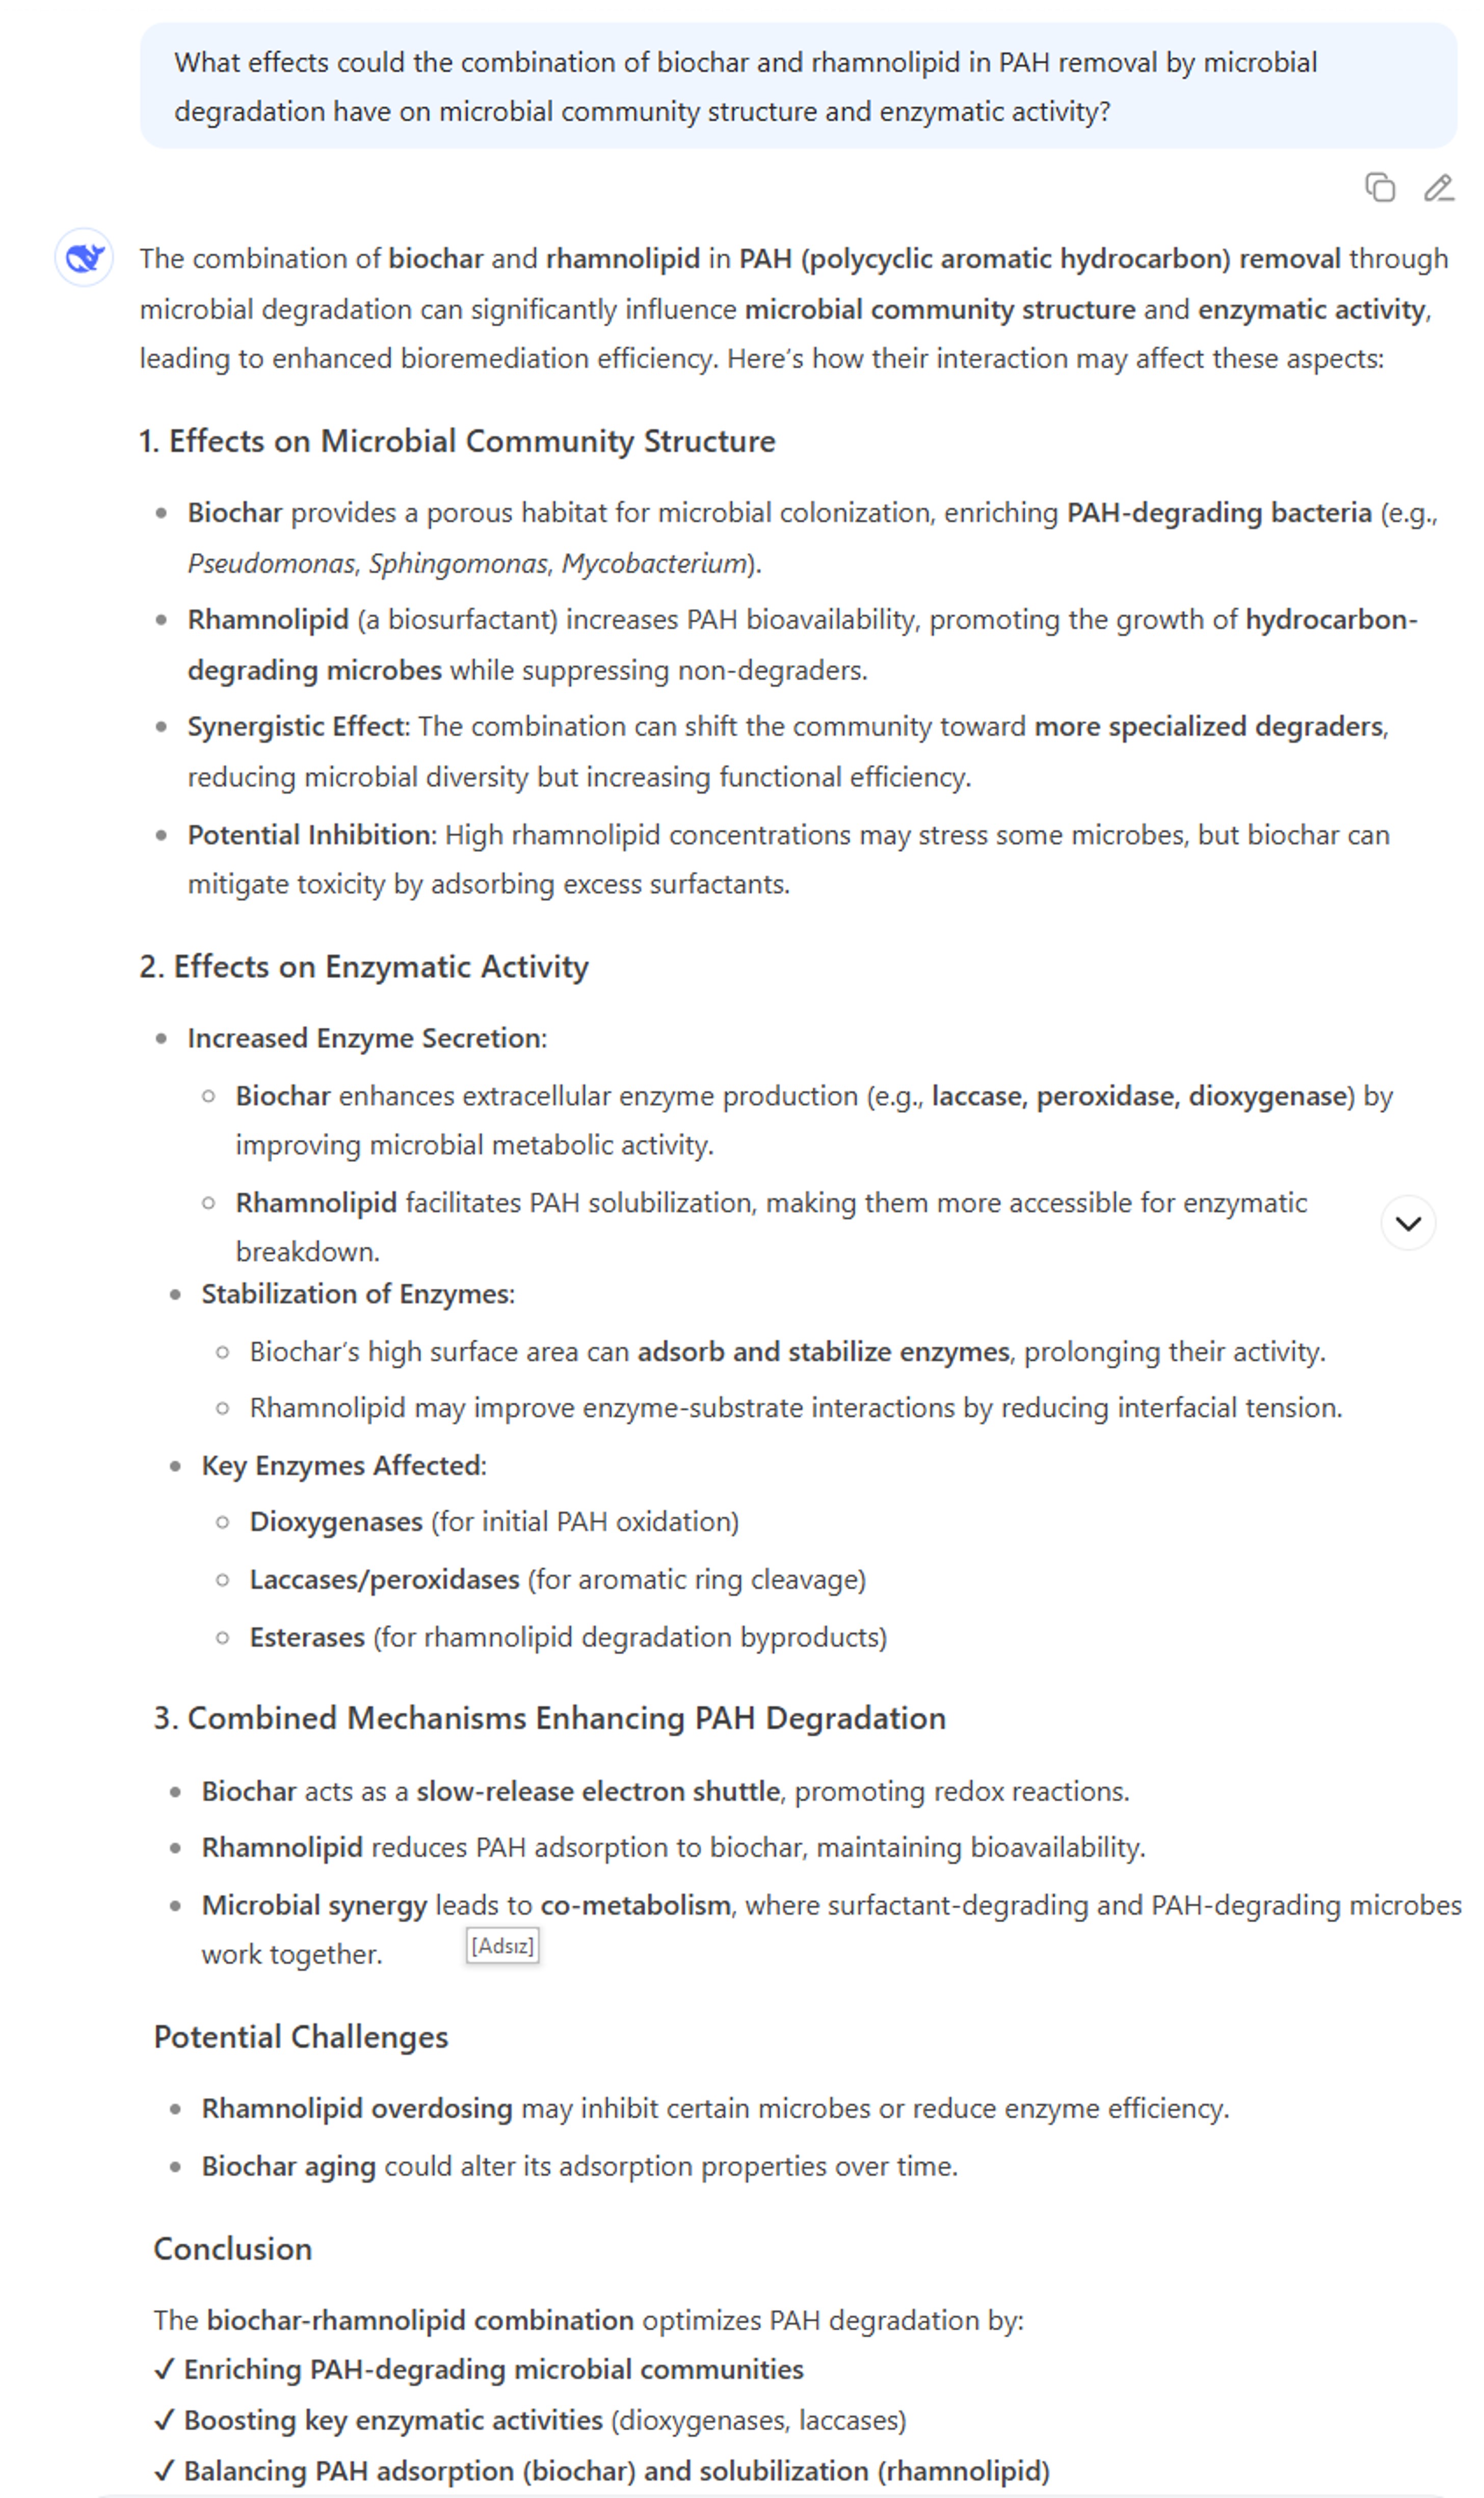 What effects could the combination of biochar and rhamnolipid in PAH removal by microbial
degradation have on microbial community structure and enzymatic activity?
The combination of biochar and rhamnolipid in PAH (polycyclic aromatic hydrocarbon) removal through
microbial degradation can significantly influence microbial community structure and enzymatic activity,
leading to enhanced bioremediation efficiency. Here's how their interaction may affect these aspects:
1. Effects on Microbial Community Structure
Biochar provides a porous habitat for microbial colonization, enriching PAH-degrading bacteria (e.g.,
Pseudomonas, Sphingomonas, Mycobacterium).
Rhamnolipid (a biosurfactant) increases PAH bioavailability, promoting the growth of hydrocarbon-
degrading microbes while suppressing non-degraders.
Synergistic Effect: The combination can shift the community toward more specialized degraders,
reducing microbial diversity but increasing functional efficiency.
Potential Inhibition: High rhamnolipid concentrations may stress some microbes, but biochar can
mitigate toxicity by adsorbing excess surfactants.
2. Effects on Enzymatic Activity
Increased Enzyme Secretion:
Biochar enhances extracellular enzyme production (e.g., laccase, peroxidase, dioxygenase) by
improving microbial metabolic activity.
Rhamnolipid facilitates PAH solubilization, making them more accessible for enzymatic
breakdown.
Stabilization of Enzymes:
Biochar's high surface area can adsorb and stabilize enzymes, prolonging their activity.
Rhamnolipid may improve enzyme-substrate interactions by reducing interfacial tension.
Key Enzymes Affected:
Dioxygenases (for initial PAH oxidation)
Laccases/peroxidases (for aromatic ring cleavage)
Esterases (for rhamnolipid degradation byproducts)
3. Combined Mechanisms Enhancing PAH Degradation
Biochar acts as a slow-release electron shuttle, promoting redox reactions.
Rhamnolipid reduces PAH adsorption to biochar, maintaining bioavailability.
Microbial synergy leads to co-metabolism, where surfactant-degrading and PAH-degrading microbes
work together.
[Adsız]
Potential Challenges
Rhamnolipid overdosing may inhibit certain microbes or reduce enzyme efficiency.
Biochar aging could alter its adsorption properties over time.
Conclusion
The biochar-rhamnolipid combination optimizes PAH degradation by:
✓ Enriching PAH-degrading microbial communities
✓ Boosting key enzymatic activities (dioxygenases, laccases)
✓ Balancing PAH adsorption (biochar) and solubilization (rhamnolipid)